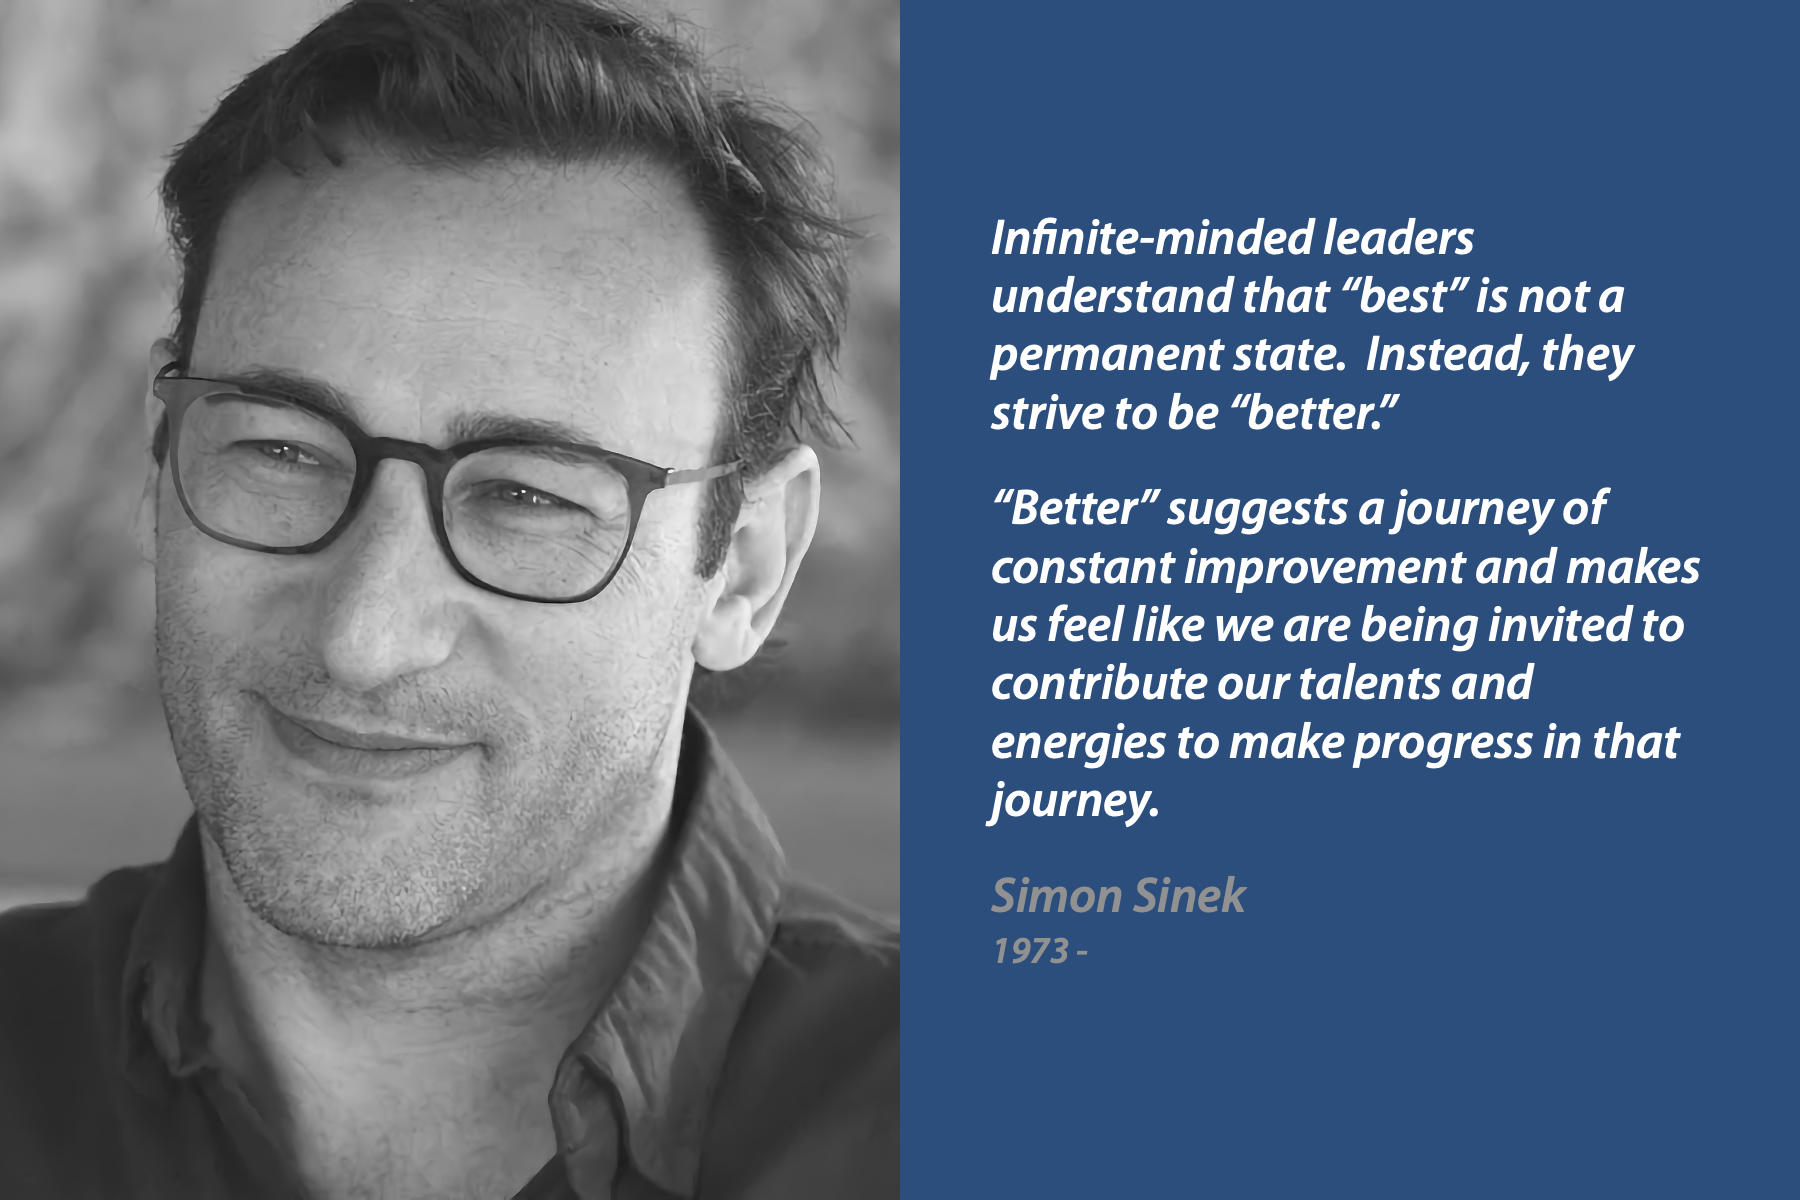 Infinite-minded leaders
understand that “best” is not a
permanent state.  Instead, they
strive to be “better.”
“Better” suggests a journey of
constant improvement and makes
us feel like we are being invited to
contribute our talents and
energies to make progress in that
journey.
Simon Sinek
1973 -